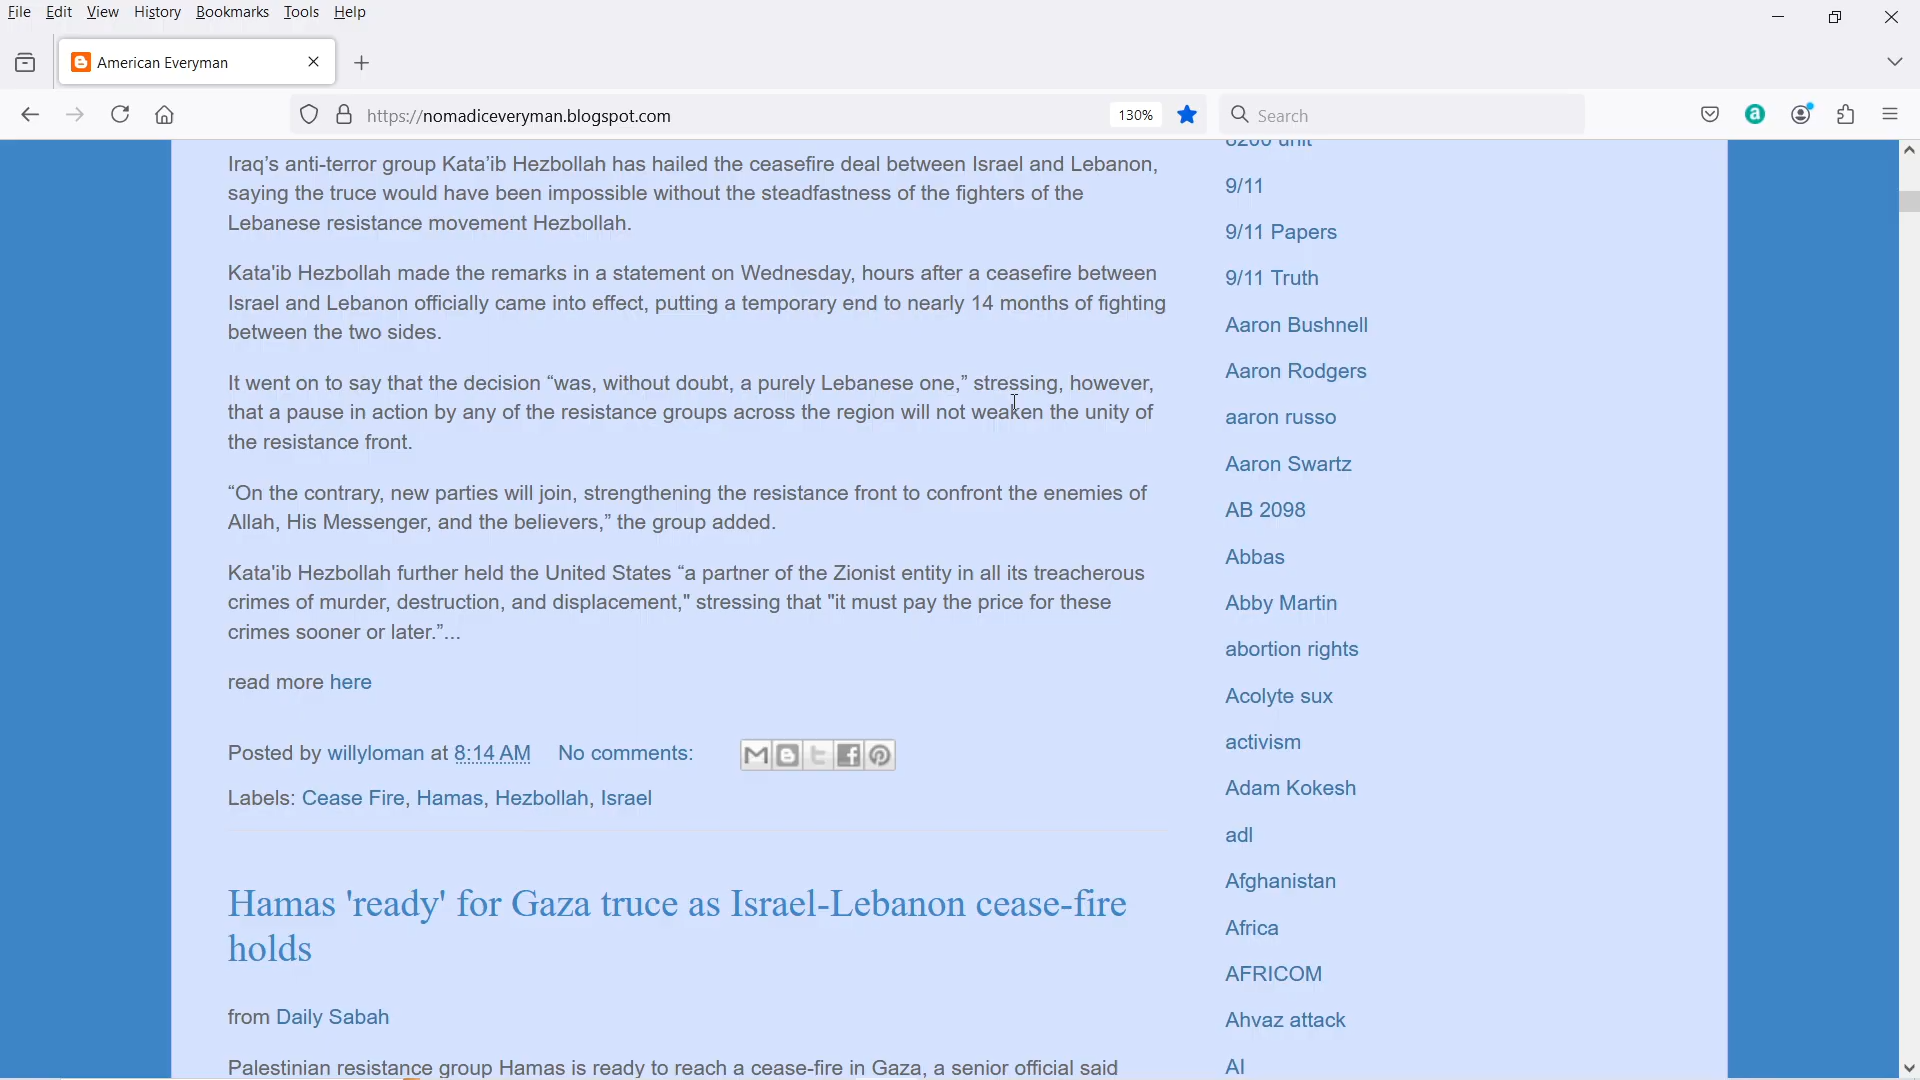 File Edit View History Bookmarks Tools Help
American Everyman
https://nomadiceveryman.blogspot.com
130%
Search
Iraq’s anti-terror group Kata’ib Hezbollah has hailed the ceasefire deal between Israel and Lebanon,
saying the truce would have been impossible without the steadfastness of the fighters of the
Lebanese resistance movement Hezbollah.
Kata'ib Hezbollah made the remarks in a statement on Wednesday, hours after a ceasefire between
Israel and Lebanon officially came into effect, putting a temporary end to nearly 14 months of fighting
between the two sides.
It went on to say that the decision “was, without doubt, a purely Lebanese one,” stressing, however,
that a pause in action by any of the resistance groups across the region will not weaken the unity of
the resistance front.
“On the contrary, new parties will join, strengthening the resistance front to confront the enemies of
Allah, His Messenger, and the believers,” the group added.
Kata'ib Hezbollah further held the United States “a partner of the Zionist entity in all its treacherous
crimes of murder, destruction, and displacement," stressing that "it must pay the price for these
crimes sooner or later.”...
read more here
Posted by willyloman at 8:14 AM No comments:
Labels: Cease Fire, Hamas, Hezbollah, Israel
Hamas 'ready' for Gaza truce as Israel-Lebanon cease-fire
holds
from Daily Sabah
Palestinian resistance group Hamas is ready to reach a cease-fire in Gaza, a senior official said
8200 unit
9/11
9/11 Papers
9/11 Truth
Aaron Bushnell
Aaron Rodgers
aaron russo
Aaron Swartz
AB 2098
Abbas
Abby Martin
abortion rights
Acolyte sux
activism
Adam Kokesh
adl
Afghanistan
Africa
AFRICOM
Ahvaz attack
AI